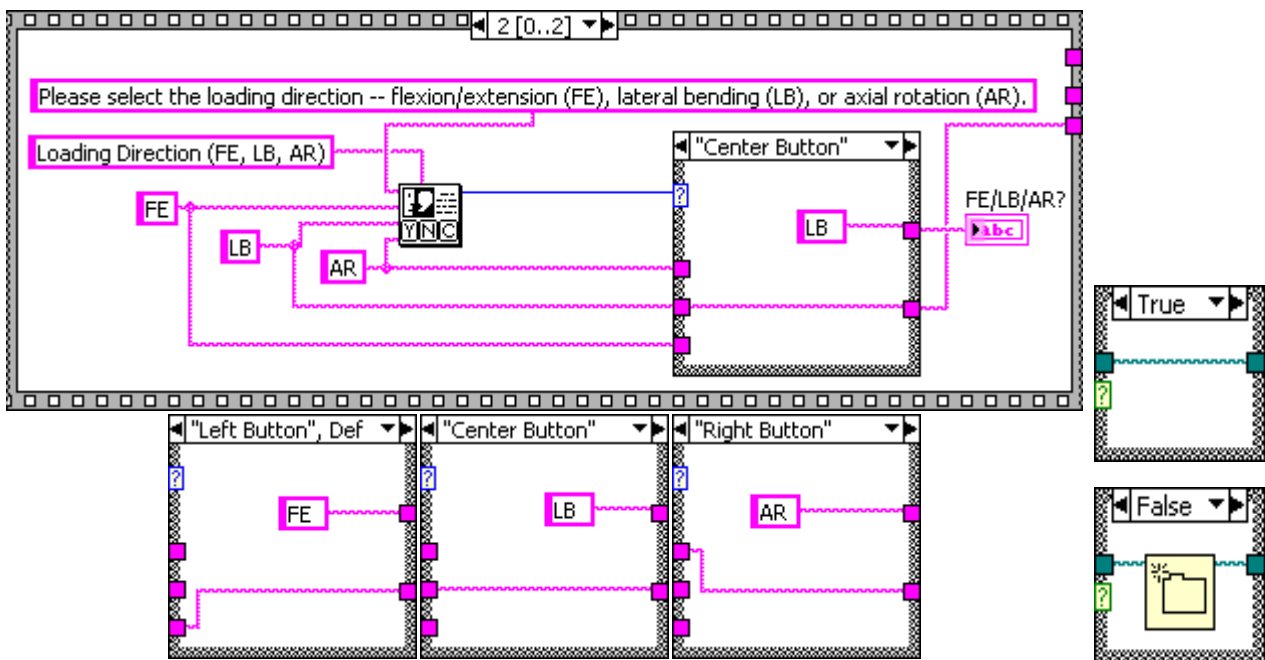 2 [0..2]
Please select the loading direction -- flexion/extension (FE), lateral bending (LB), or axial rotation (AR).
Loading Direction (FE, LB, AR)
"Center Button"
?
FE
LB
AR
YNC
LB
FE/LB/AR?
abc
True
?
"Left Button", Def
?
FE
"Center Button"
?
LB
"Right Button"
?
AR
False
?